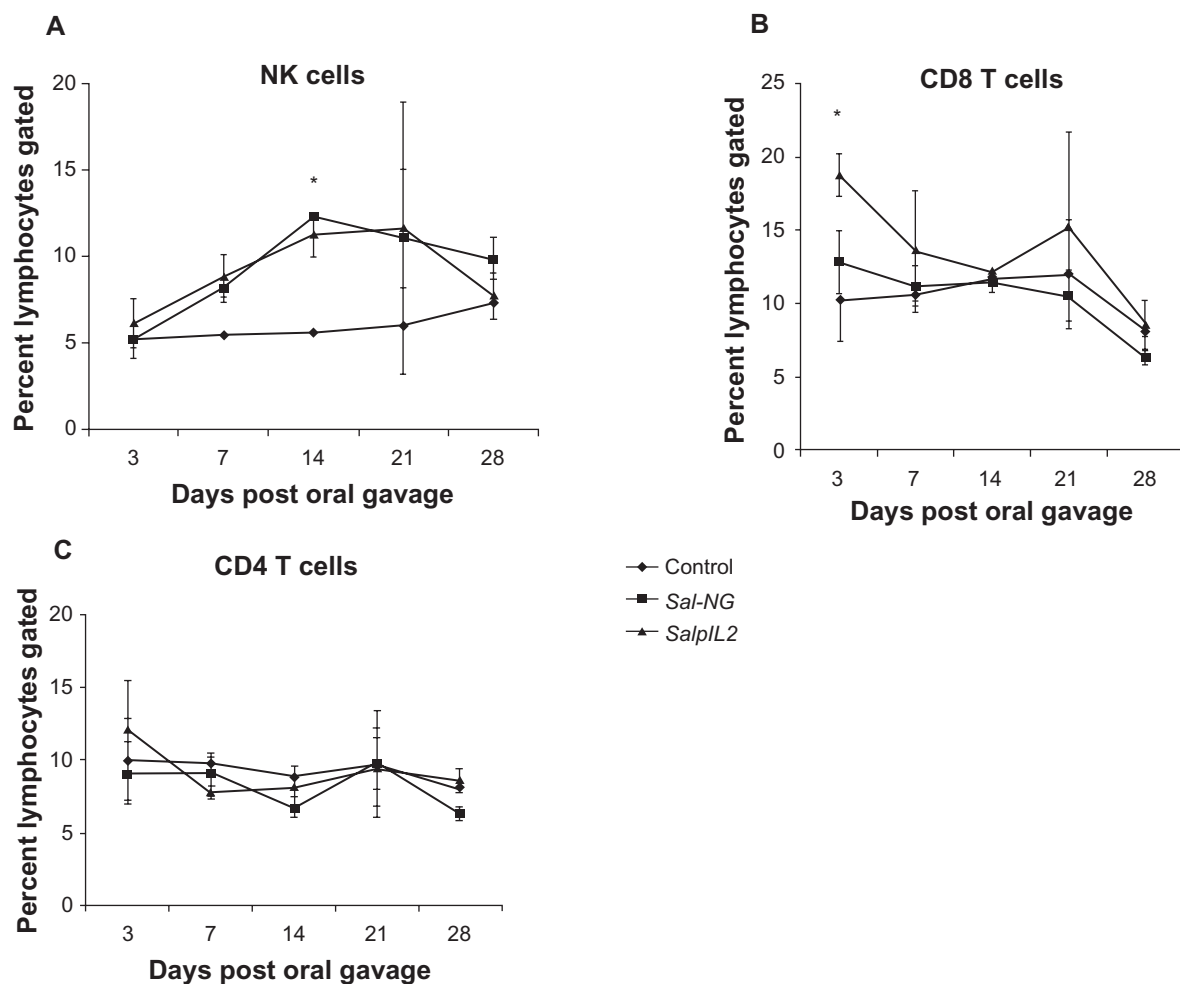 A
NK cells
Percent lymphocytes gated
20
15
10
5
0
*
3 7 14 21 28
Days post oral gavage
B
CD8 T cells
Percent lymphocytes gated
25
20
15
10
5
0
*
3 7 14 21 28
Days post oral gavage
C
CD4 T cells
Percent lymphocytes gated
20
15
10
5
0
3 7 14 21 28
Days post oral gavage
Control
Sal-NG
SalpIL2